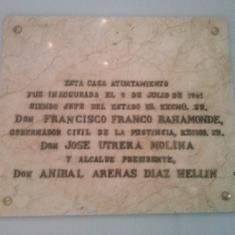 ESTA CASA AYUNTAMIENTO
FUE INAUGURADA EL 9 DE JULIO DE 1961
SIENDO JEFE DEL ESTADO EL EXCMO. SR.
DON FRANCISCO FRANCO BAHAMONDE,
GOBERNADOR CIVIL DE LA PROVINCIA, EXCMO. SR.
DON JOSE UTRERA MOLINA
Y ALCALDE PRESIDENTE,
DON ANIBAL ARENAS DIAZ HELLIN